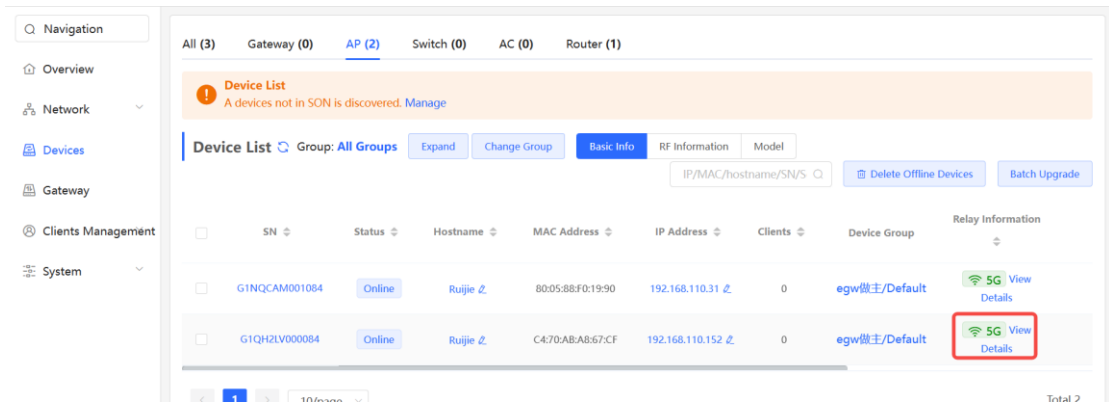 Navigation
Overview
Network
Devices
Gateway
Clients Management
System
All (3) Gateway (0) AP (2) Switch (0) AC (0) Router (1)
Device List
A devices not in SON is discovered. Manage
Device List Group: All Groups Expand Change Group Basic Info RF Information Model
IP/MAC/hostname/SN/S Delete Offline Devices Batch Upgrade
SN Status Hostname MAC Address IP Address Clients Device Group Relay Information
G1NQCAM001084 Online Ruijie 80:05:88:F0:19:90 192.168.110.31 0 egw做主/Default 5G View
Details
G1QH2LV000084 Online Ruijie C4:70:AB:A8:67:CF 192.168.110.152 0 egw做主/Default 5G View
Details
1 10/page Total 2